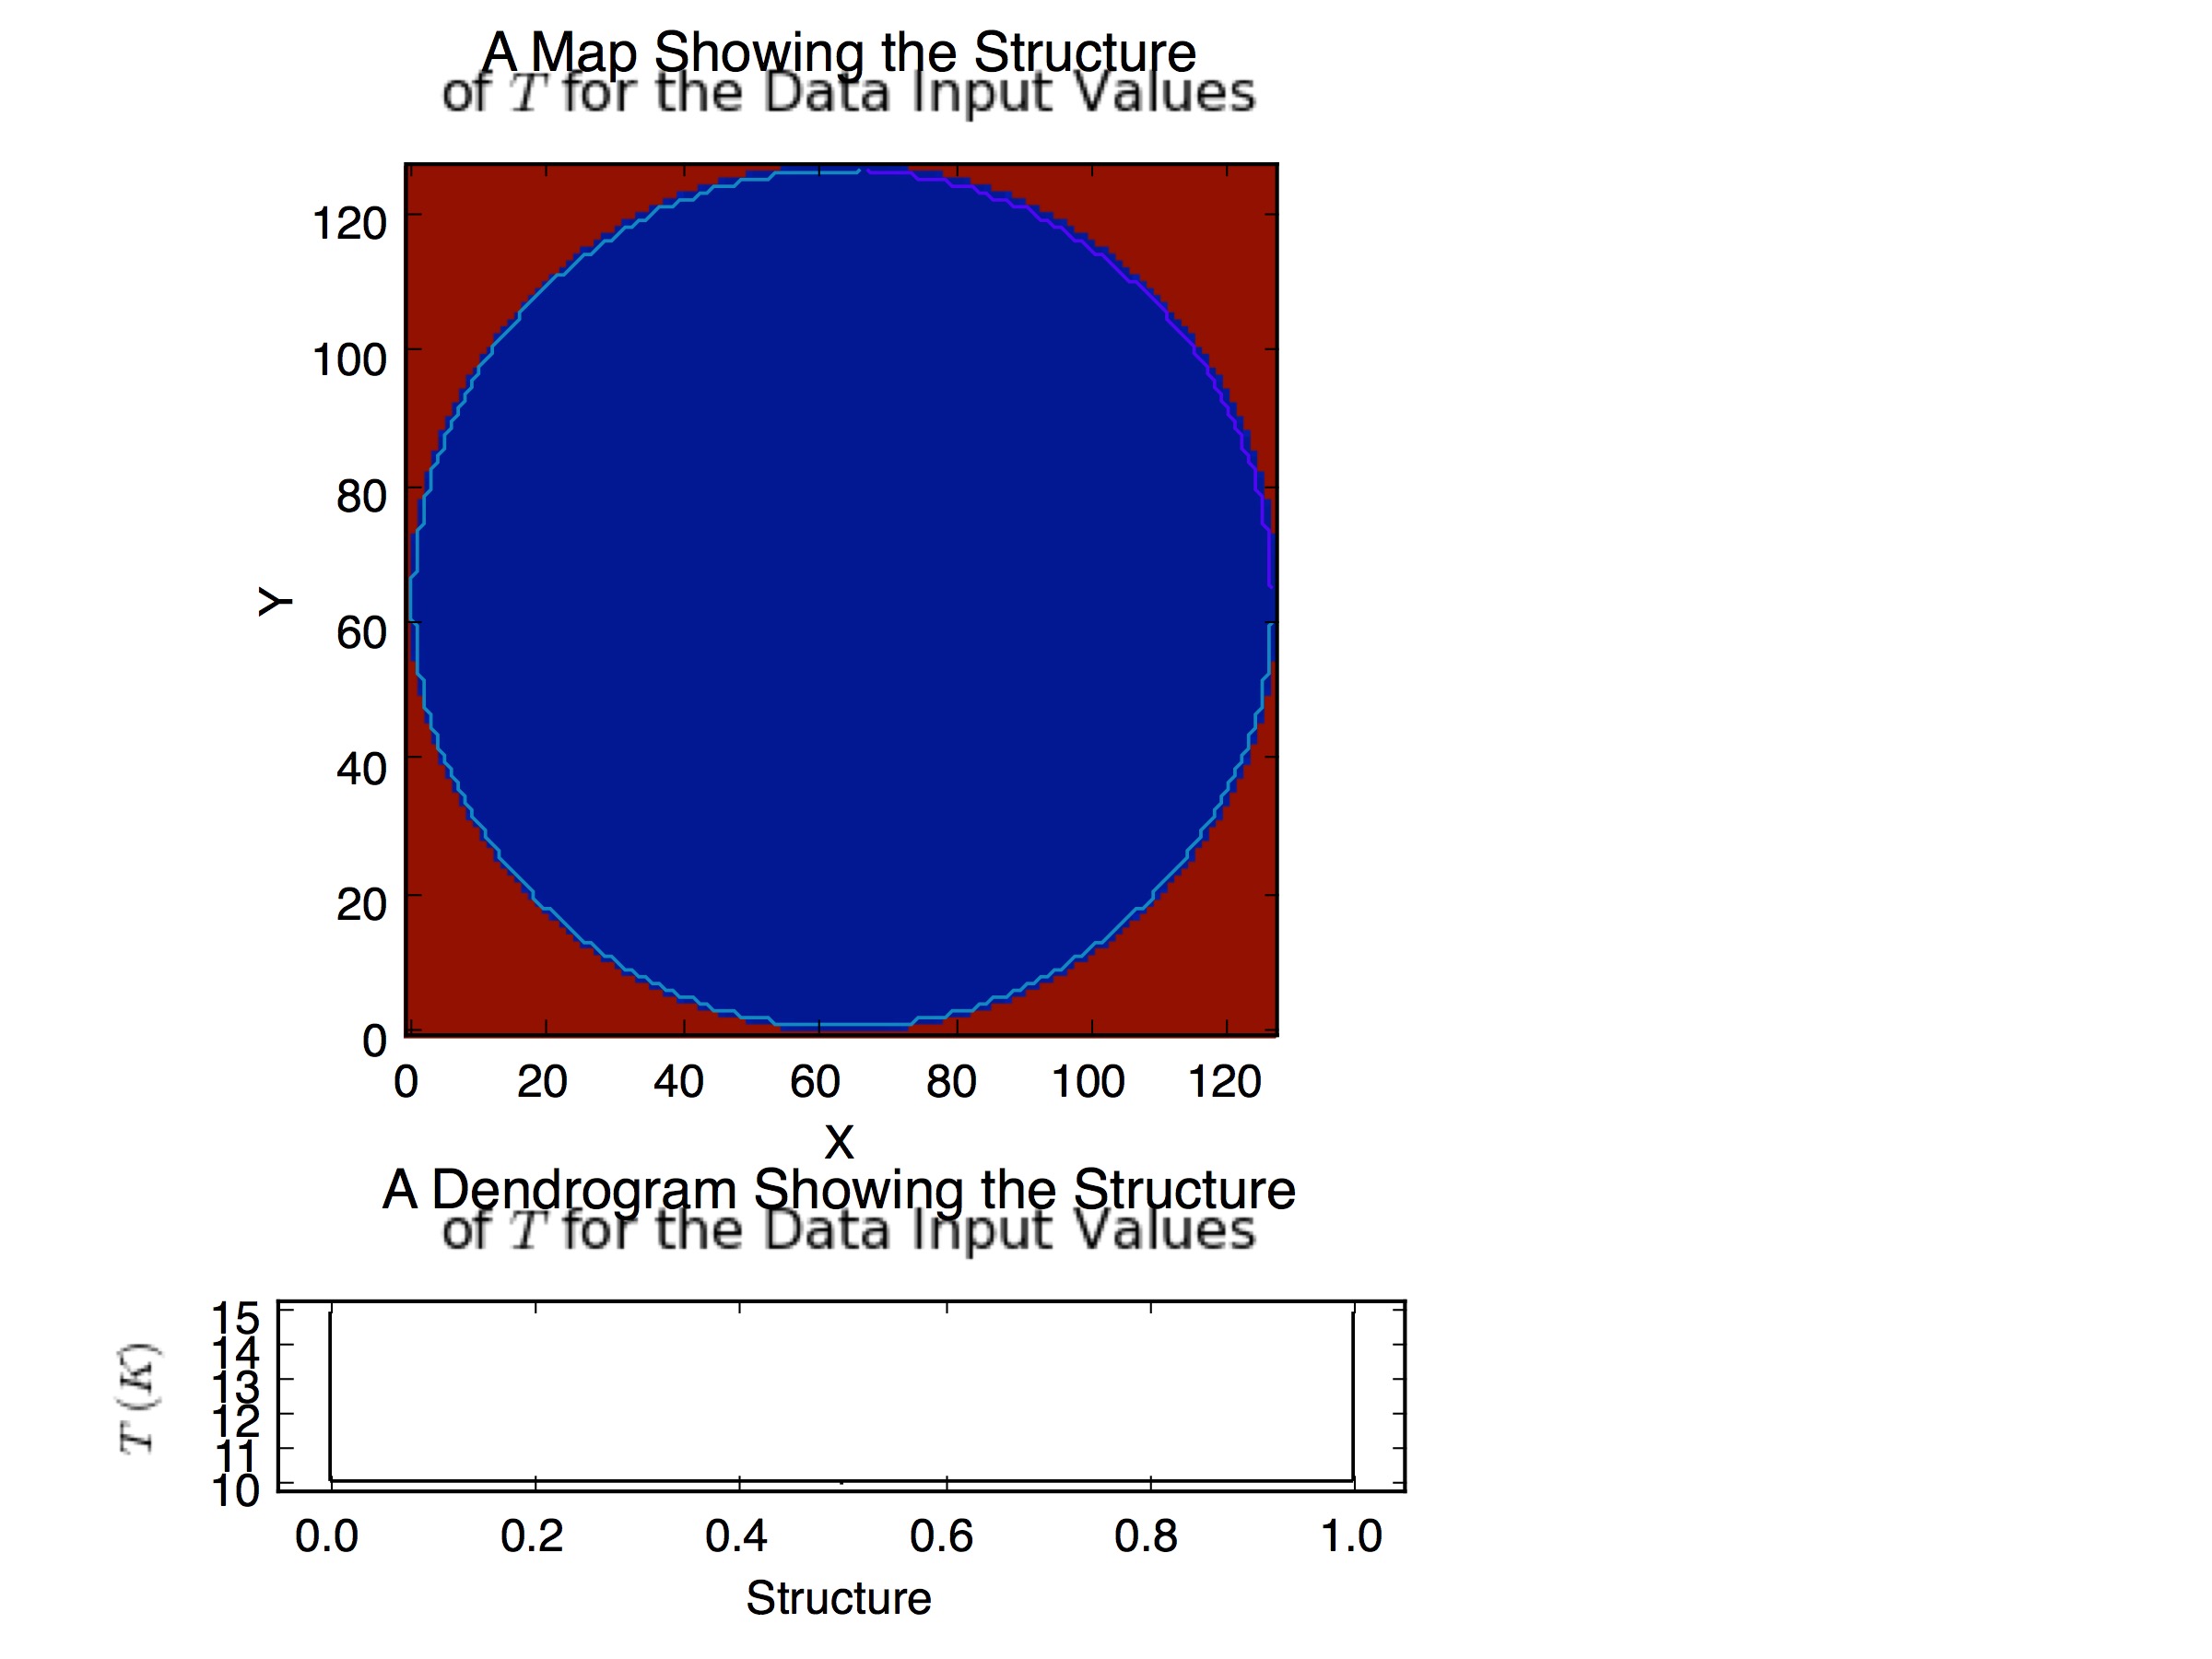 A Map Showing the Structure
of T for the Data Input Values
120
100
80
60
40
20
0
Y
0 20 40 60 80 100 120
X
A Dendrogram Showing the Structure
of T for the Data Input Values
15
14
13
12
11
10
T (K)
0.0 0.2 0.4 0.6 0.8 1.0
Structure